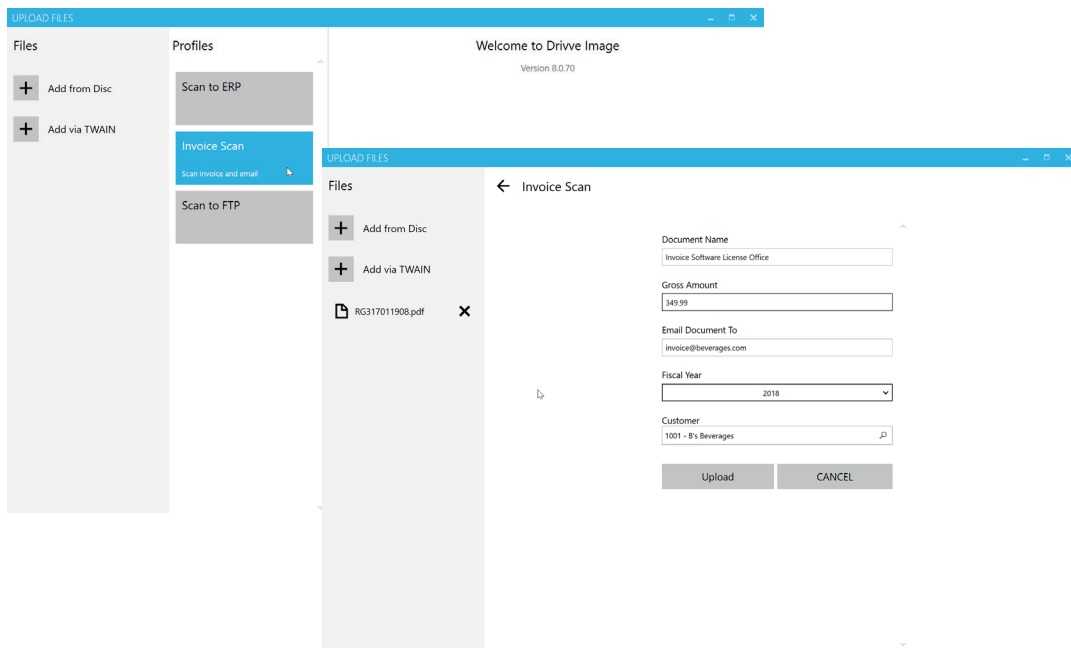 UPLOAD FILES
Files
Profiles
Welcome to Drivve Image
Version 8.0.70
Add from Disc
Scan to ERP
Add via TWAIN
Invoice Scan
Scan invoice and email
Scan to FTP
UPLOAD FILES
Files
Invoice Scan
Add from Disc
Add via TWAIN
RG317011908.pdf
Document Name
Invoice Software License Office
Gross Amount
349.99
Email Document To
invoice@beverages.com
Fiscal Year
2018
Customer
1001 - B's Beverages
Upload
CANCEL